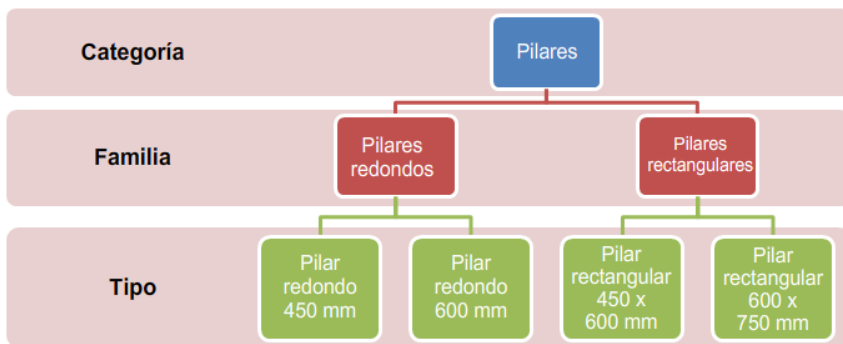 Categoría
Pilares
Familia
Pilares
redondos
Pilares
rectangulares
Tipo
Pilar
redondo
450 mm
Pilar
redondo
600 mm
Pilar
rectangular
450 x
600 mm
Pilar
rectangular
600 x
750 mm